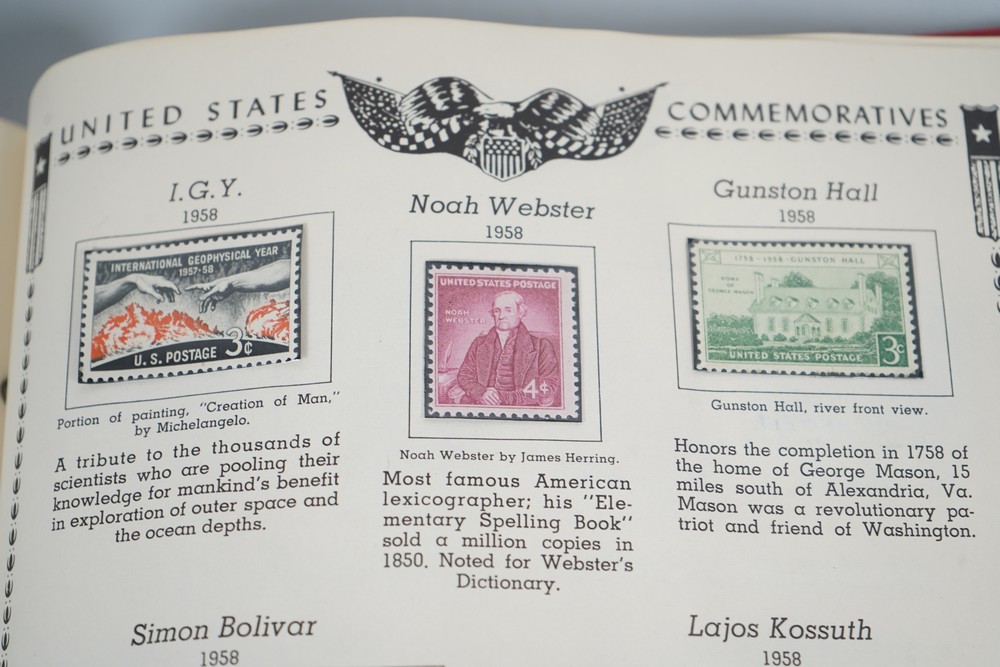 UNITED STATES COMMEMORATIVES
I.G.Y.
1958
INTERNATIONAL GEOPHYSICAL YEAR
1957-58
U.S. POSTAGE 3¢
Portion of painting, "Creation of Man,"
by Michelangelo.
A tribute to the thousands of
scientists who are pooling their
knowledge for mankind's benefit
in exploration of outer space and
the ocean depths.
Noah Webster
1958
UNITED STATES POSTAGE
NOAH
WEBSTER
4¢
Noah Webster by James Herring.
Most famous American
lexicographer; his "Ele-
mentary Spelling Book"
sold a million copies in
1850. Noted for Webster's
Dictionary.
Gunston Hall
1958
1758-1958-GUNSTON HALL
HOME
OF
GEORGE MASON
UNITED STATES POSTAGE 3¢
Gunston Hall, river front view.
Honors the completion in 1758 of
the home of George Mason, 15
miles south of Alexandria, Va.
Mason was a revolutionary pa-
triot and friend of Washington.
Simon Bolivar
1958
Lajos Kossuth
1958